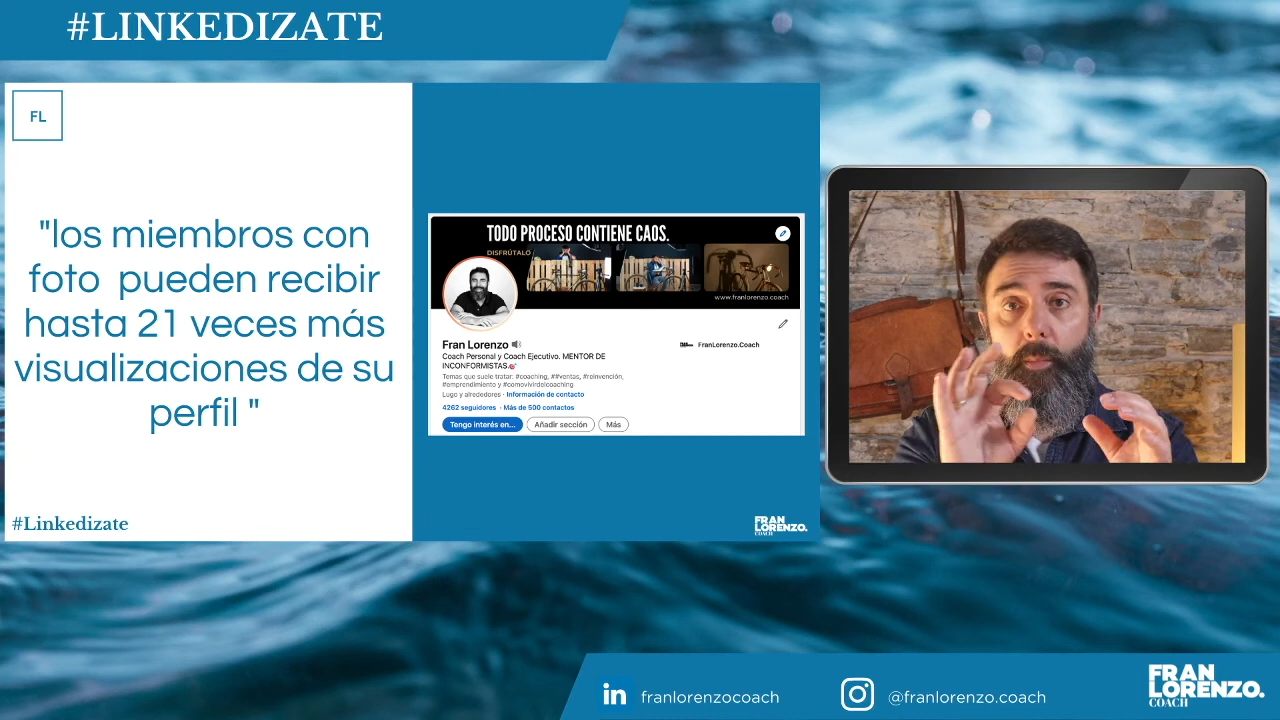 #LINKEDIZATE
FL
"los miembros con
foto pueden recibir
hasta 21 veces más
visualizaciones de su
perfil "
#Linkedizate
TODO PROCESO CONTIENE CAOS.
DISFRÚTALO
www.franlorenzo.coach
Fran Lorenzo
FranLorenzo.Coach
Coach Personal y Coach Ejecutivo. MENTOR DE
INCONFORMISTAS.
Temas que suele tratar: #coaching, ##ventas, #reinvención,
#emprendimiento y #comovivirdelcoaching
Lugo y alrededores · Información de contacto
4262 seguidores · Más de 500 contactos
Tengo interés en... Añadir sección Más
FRAN
LORENZO.
COACH
in franlorenzocoach
@franlorenzo.coach
FRAN
LORENZO.
COACH